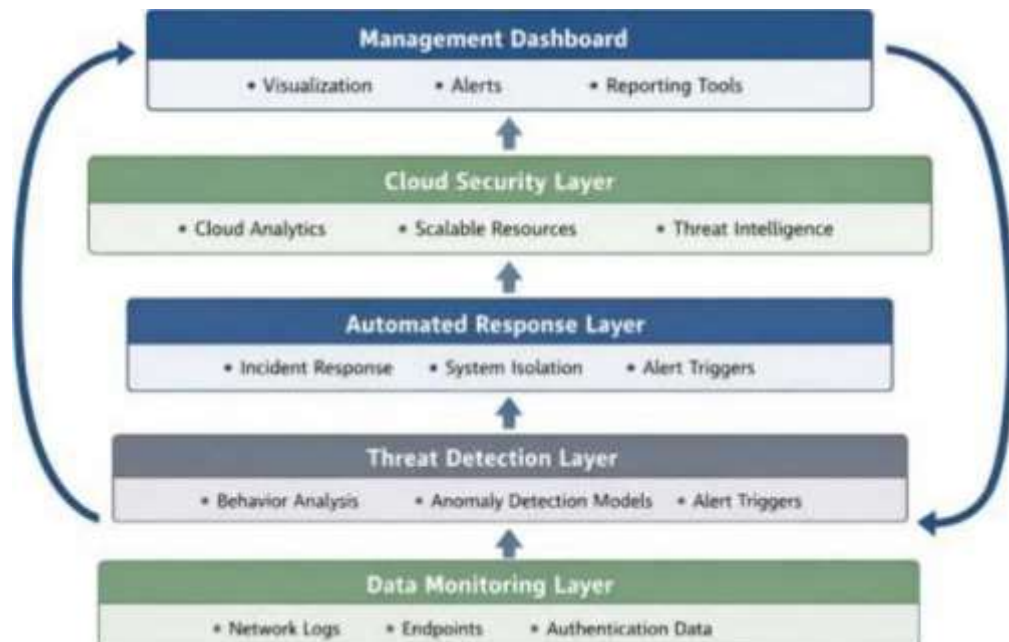 Management Dashboard
• Visualization • Alerts • Reporting Tools
Cloud Security Layer
• Cloud Analytics • Scalable Resources • Threat Intelligence
Automated Response Layer
• Incident Response • System Isolation • Alert Triggers
Threat Detection Layer
• Behavior Analysis • Anomaly Detection Models • Alert Triggers
Data Monitoring Layer
• Network Logs • Endpoints • Authentication Data